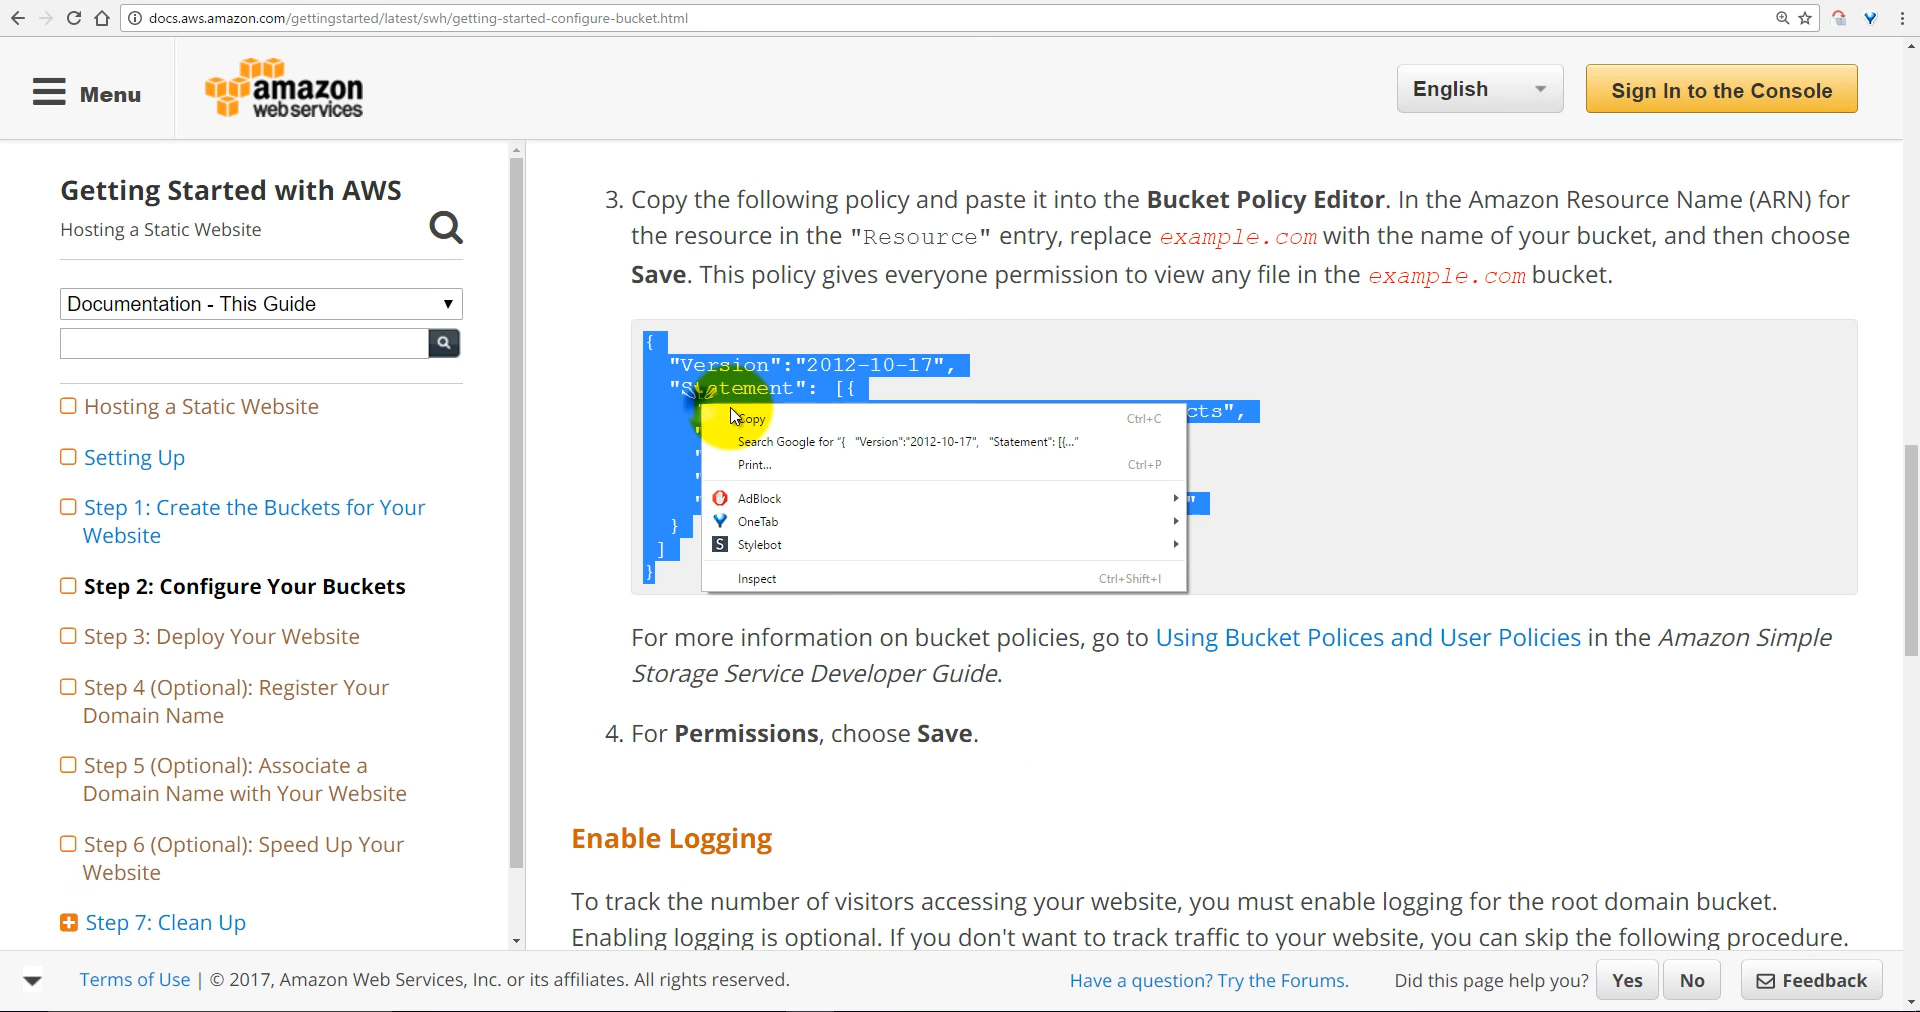 docs.aws.amazon.com/gettingstarted/latest/swh/getting-started-configure-bucket.html
Menu
amazon
webservices
English
Sign In to the Console
Getting Started with AWS
Hosting a Static Website
Documentation - This Guide
Hosting a Static Website
Setting Up
Step 1: Create the Buckets for Your
Website
Step 2: Configure Your Buckets
Step 3: Deploy Your Website
Step 4 (Optional): Register Your
Domain Name
Step 5 (Optional): Associate a
Domain Name with Your Website
Step 6 (Optional): Speed Up Your
Website
Step 7: Clean Up
3. Copy the following policy and paste it into the Bucket Policy Editor. In the Amazon Resource Name (ARN) for
the resource in the "Resource" entry, replace example.com with the name of your bucket, and then choose
Save. This policy gives everyone permission to view any file in the example.com bucket.
{
"Version":"2012-10-17",
"Statement": [{
cts",
Copy Ctrl+C
Search Google for "{ "Version":"2012-10-17", "Statement": [{..."
Print... Ctrl+P
AdBlock
"
OneTab
}
Stylebot
]
}
Inspect Ctrl+Shift+I
For more information on bucket policies, go to Using Bucket Polices and User Policies in the Amazon Simple
Storage Service Developer Guide.
4. For Permissions, choose Save.
Enable Logging
To track the number of visitors accessing your website, you must enable logging for the root domain bucket.
Enabling logging is optional. If you don't want to track traffic to your website, you can skip the following procedure.
Terms of Use | © 2017, Amazon Web Services, Inc. or its affiliates. All rights reserved.
Have a question? Try the Forums.
Did this page help you?
Yes
No
Feedback